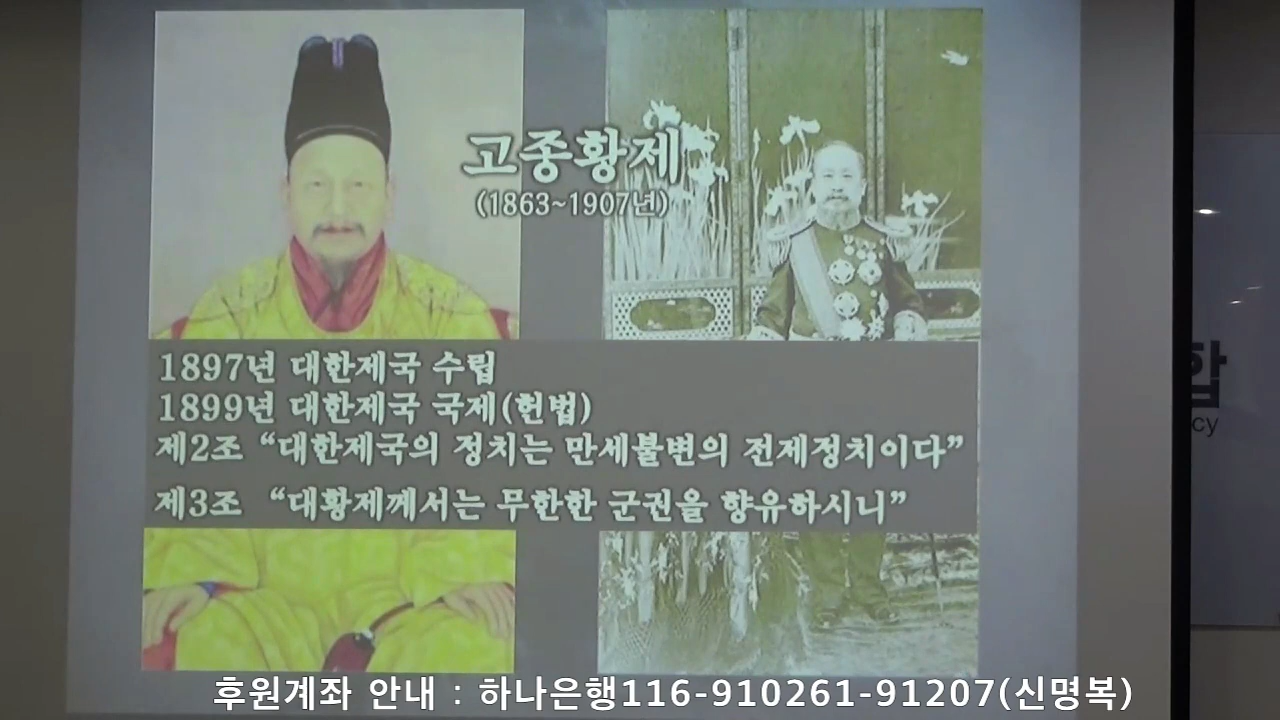 고종황제
(1863~1907년)
1897년 대한제국 수립
1899년 대한제국 국제(헌법)
제2조 “대한제국의 정치는 만세불변의 전제정치이다”
제3조 “대황제께서는 무한한 군권을 향유하시니”
합
cy
후원계좌 안내 : 하나은행116-910261-91207(신명복)